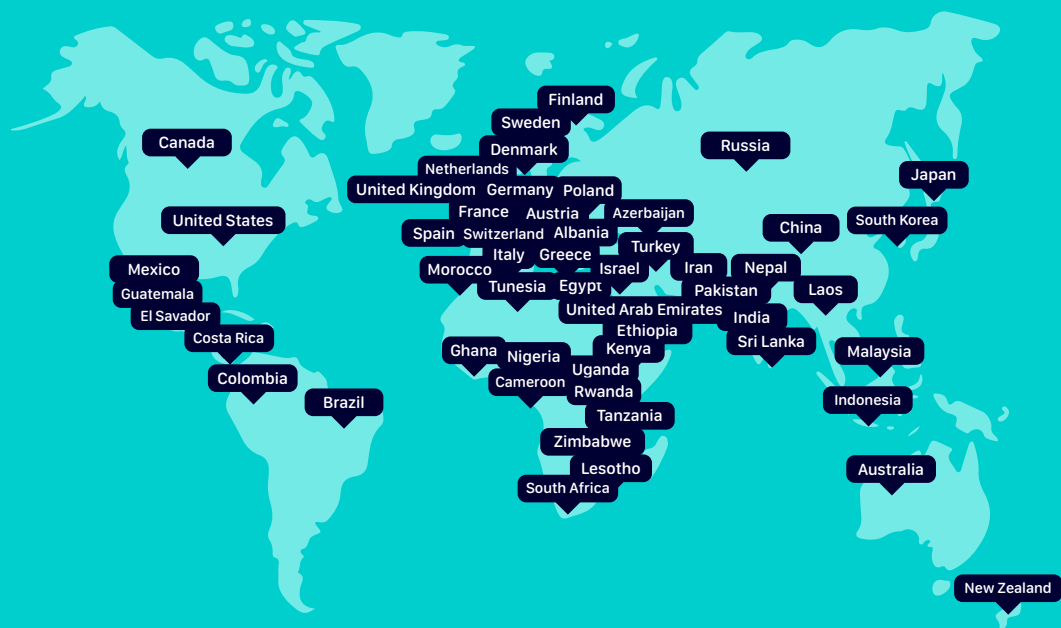 Finland
Sweden
Canada
Denmark
Russia
Netherlands
Japan
United Kingdom
Germany
Poland
France
Austria
Azerbaijan
United States
South Korea
China
Spain
Switzerland
Albania
Turkey
Italy
Greece
Mexico
Morocco
Israel
Iran
Nepal
Tunesia
Egypt
Pakistan
Laos
Guatemala
United Arab Emirates
El Savador
India
Ethiopia
Costa Rica
Sri Lanka
Ghana
Nigeria
Kenya
Malaysia
Uganda
Colombia
Cameroon
Rwanda
Brazil
Indonesia
Tanzania
Zimbabwe
Lesotho
Australia
South Africa
New Zealand